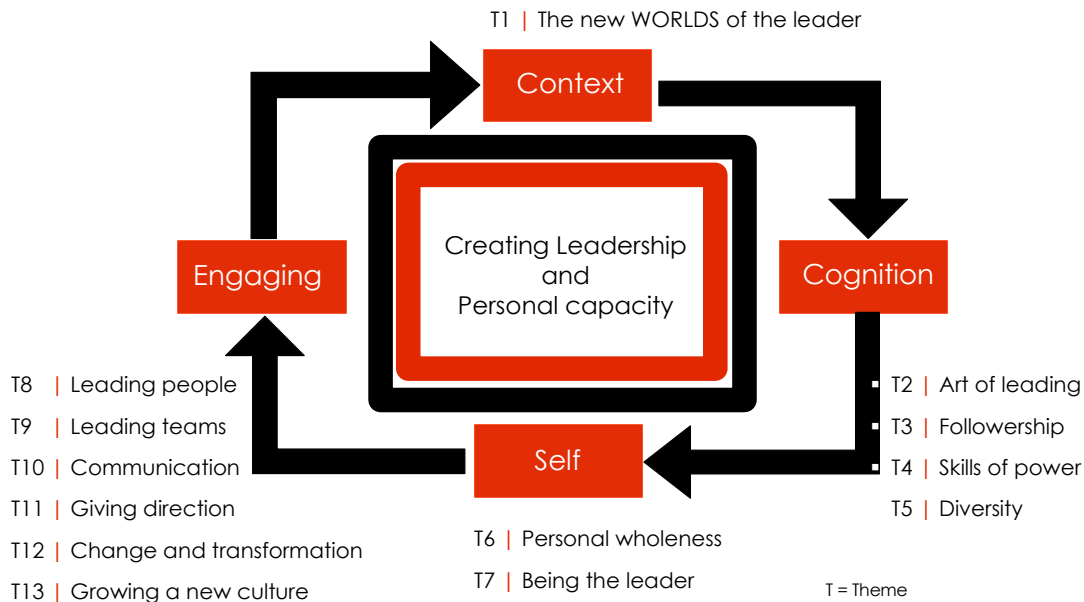 T1 | The new WORLDS of the leader
Context
Engaging
Creating Leadership
and
Personal capacity
Cognition
T8 | Leading people
T9 | Leading teams
T10 | Communication
T11 | Giving direction
T12 | Change and transformation
T13 | Growing a new culture
Self
T6 | Personal wholeness
T7 | Being the leader
T2 | Art of leading
T3 | Followership
T4 | Skills of power
T5 | Diversity
T = Theme